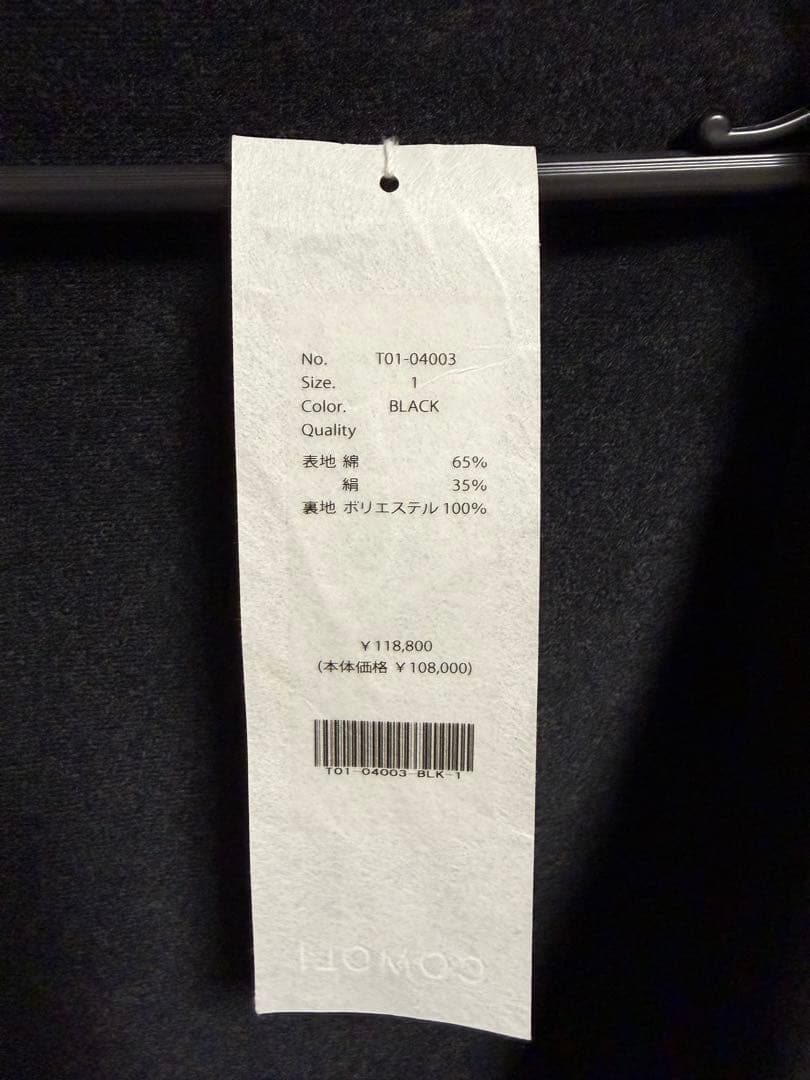 No. T01-04003
Size. 1
Color. BLACK
Quality
表地 綿 65%
絹 35%
裏地 ポリエステル 100%
￥118,800
(本体価格 ￥108,000)
T01-04003-BLK-1